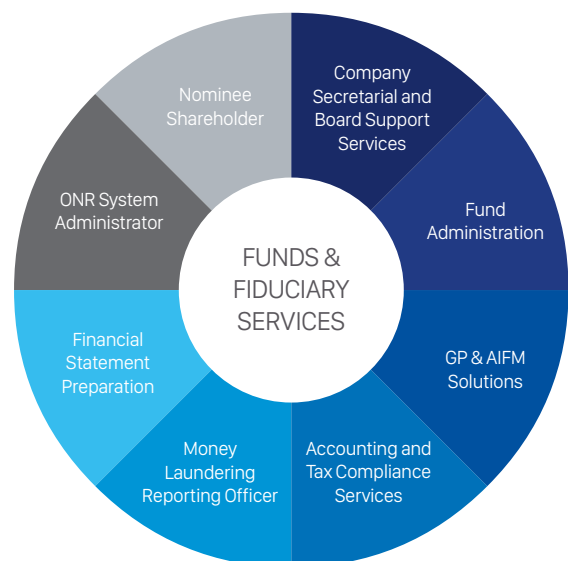 Company
Secretarial and
Board Support
Services
Fund
Administration
GP & AIFM
Solutions
Accounting and
Tax Compliance
Services
Money
Laundering
Reporting Officer
Financial
Statement
Preparation
ONR System
Administrator
Nominee
Shareholder
FUNDS &
FIDUCIARY
SERVICES